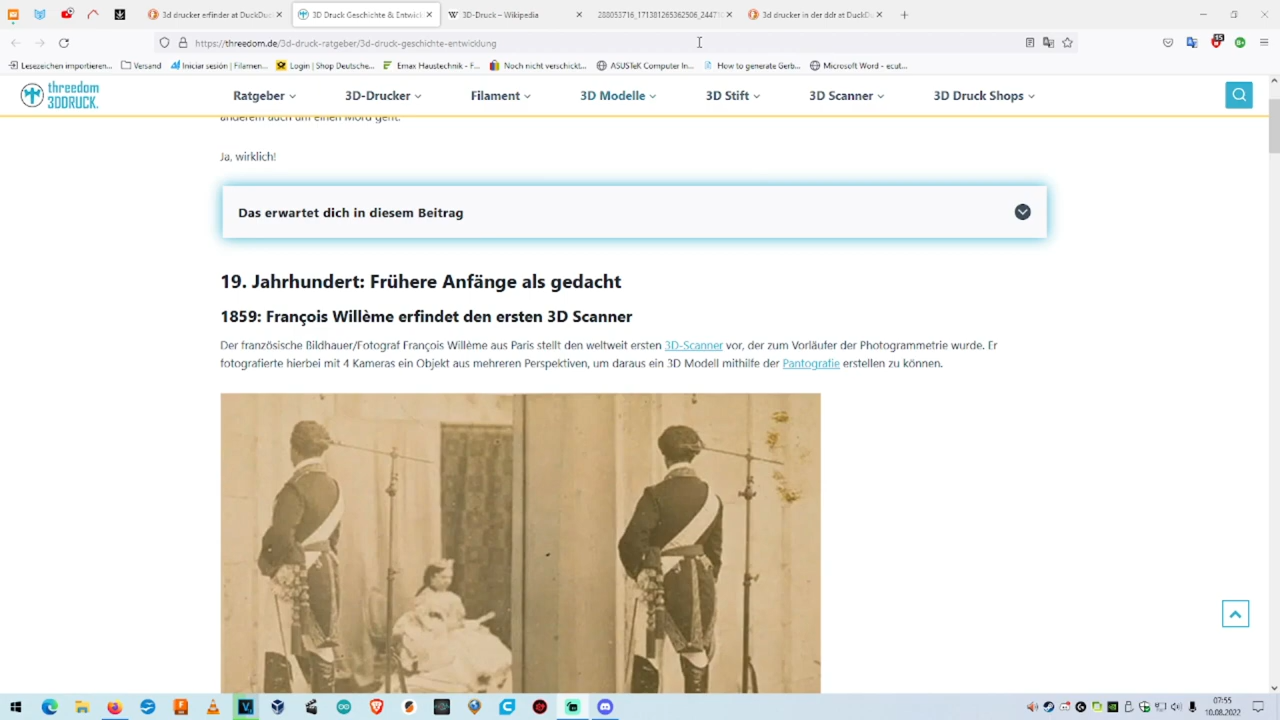 3d drucker erfinder at DuckDu
3D Druck Geschichte & Entwick
3D-Druck – Wikipedia
288053716_171381265362506_24471
3d drucker in der ddr at DuckDu
https://threedom.de/3d-druck-ratgeber/3d-druck-geschichte-entwicklung
15
Lesezeichen importieren...
Versand
Iniciar sesión | Filamen...
Login | Shop Deutsche...
Emax Haustechnik - F...
Noch nicht verschickt...
ASUSTeK Computer In...
How to generate Gerb...
Microsoft Word - ecut...
threedom
3DDRUCK.
Ratgeber
3D-Drucker
Filament
3D Modelle
3D Stift
3D Scanner
3D Druck Shops
anderem auch um einen Mord geht.
Ja, wirklich!
Das erwartet dich in diesem Beitrag
19. Jahrhundert: Frühere Anfänge als gedacht
1859: François Willème erfindet den ersten 3D Scanner
Der französische Bildhauer/Fotograf François Willème aus Paris stellt den weltweit ersten 3D-Scanner vor, der zum Vorläufer der Photogrammetrie wurde. Er
fotografierte hierbei mit 4 Kameras ein Objekt aus mehreren Perspektiven, um daraus ein 3D Modell mithilfe der Pantografie erstellen zu können.
07:55
10.08.2022